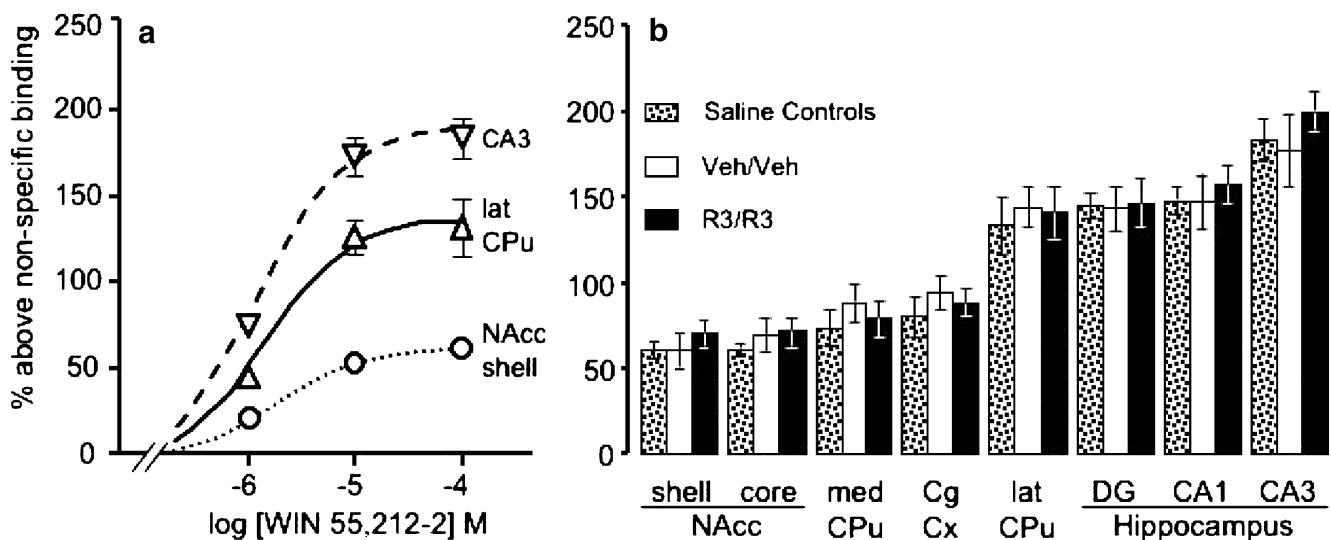 % above non-specific binding
250
200
150
100
50
0
a
CA3
lat
CPu
NAcc
shell
-6
-5
-4
log [WIN 55,212-2] M
250
200
150
100
50
0
b
Saline Controls
Veh/Veh
R3/R3
shell core med Cg lat DG CA1 CA3
NAcc CPu Cx CPu Hippocampus